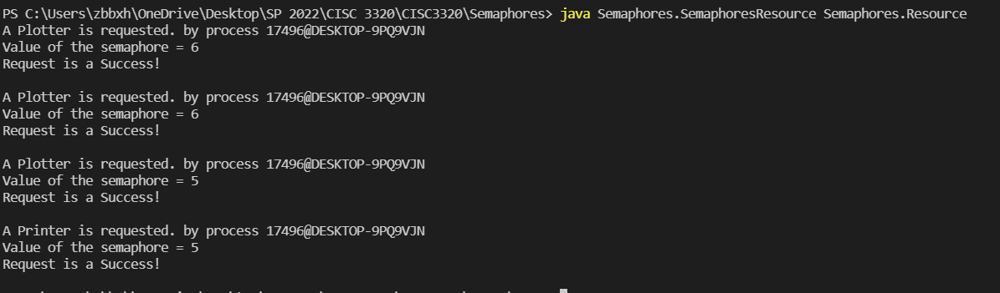 PS C:\Users\zbbxh\OneDrive\Desktop\SP 2022\CISC 3320\CISC3320\Semaphores> java Semaphores.SemaphoresResource Semaphores.Resource
A Plotter is requested. by process 17496@DESKTOP-9PQ9VJN
Value of the semaphore = 6
Request is a Success!
A Plotter is requested. by process 17496@DESKTOP-9PQ9VJN
Value of the semaphore = 6
Request is a Success!
A Plotter is requested. by process 17496@DESKTOP-9PQ9VJN
Value of the semaphore = 5
Request is a Success!
A Printer is requested. by process 17496@DESKTOP-9PQ9VJN
Value of the semaphore = 5
Request is a Success!